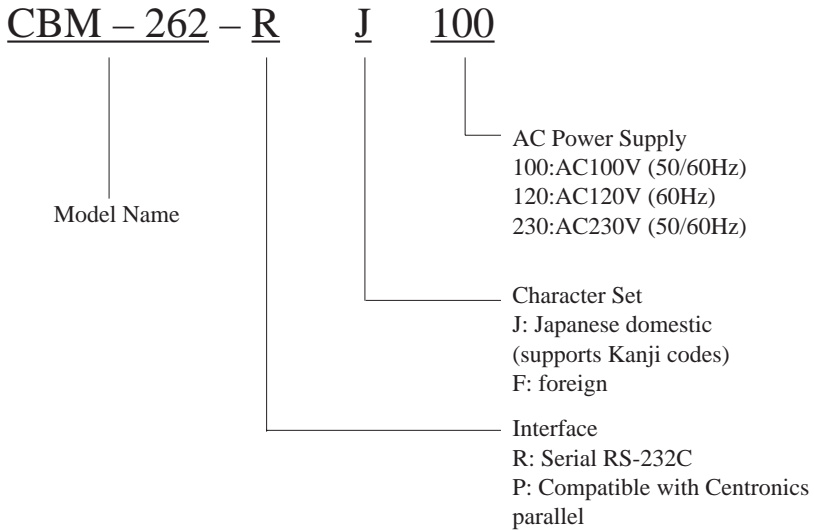 CBM – 262 – R J 100
AC Power Supply
100:AC100V (50/60Hz)
120:AC120V (60Hz)
230:AC230V (50/60Hz)
Model Name
Character Set
J: Japanese domestic
(supports Kanji codes)
F: foreign
Interface
R: Serial RS-232C
P: Compatible with Centronics
parallel